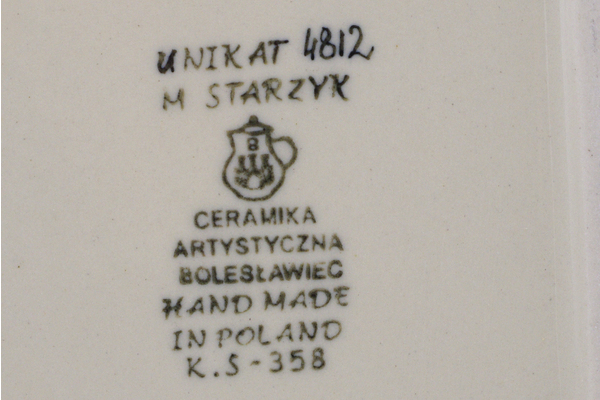 UNIKAT 4812
M STARZYK
B
CERAMIKA
ARTYSTYCZNA
BOLESŁAWIEC
HAND MADE
IN POLAND
K.S-358